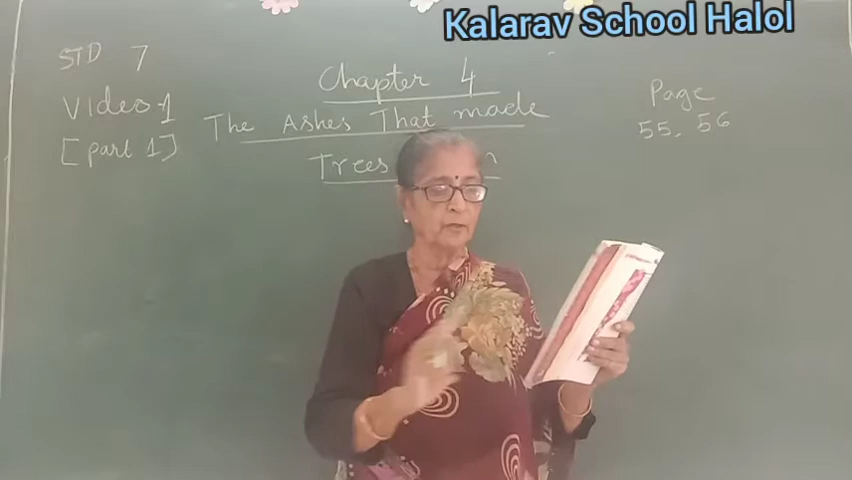 Kalarav School Halol
STD 7
Chapter 4
Video-1
The Ashes That made
Page
[part 1]
55, 56
Trees